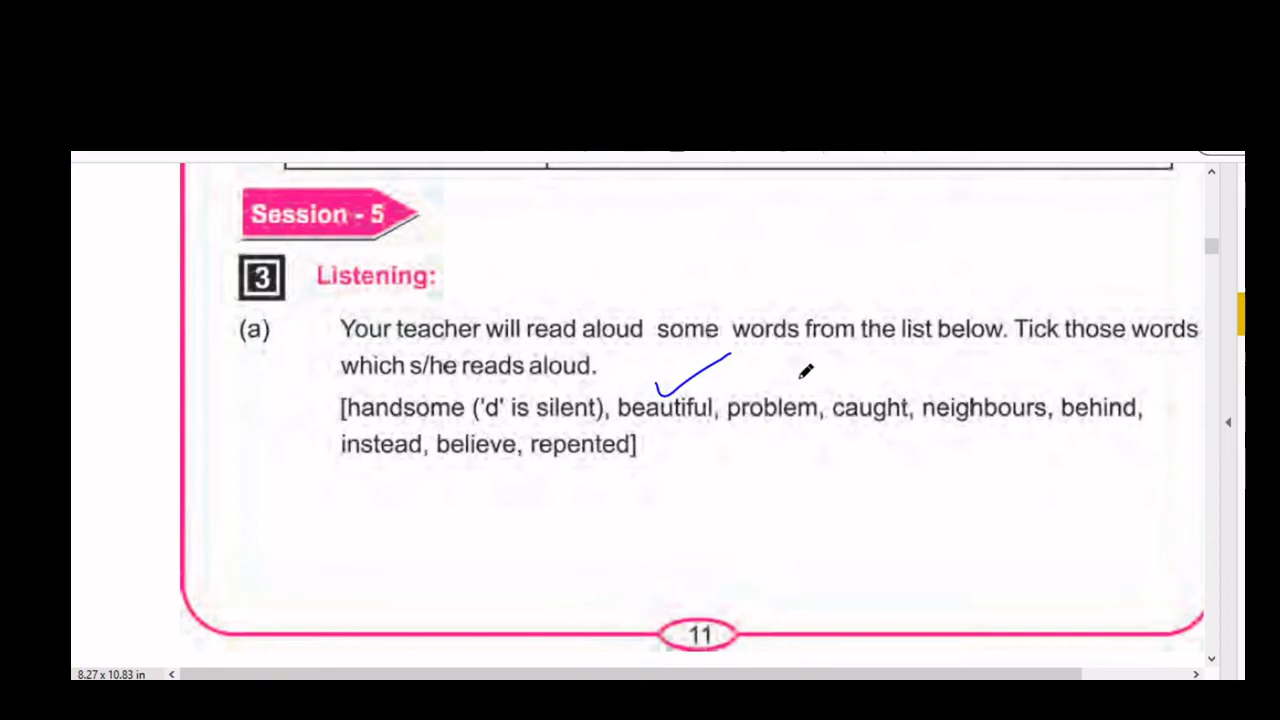 Session - 5
3 Listening:
(a) Your teacher will read aloud some words from the list below. Tick those words
which s/he reads aloud.
[handsome ('d' is silent), beautiful, problem, caught, neighbours, behind,
instead, believe, repented]
11
8.27 x 10.83 in